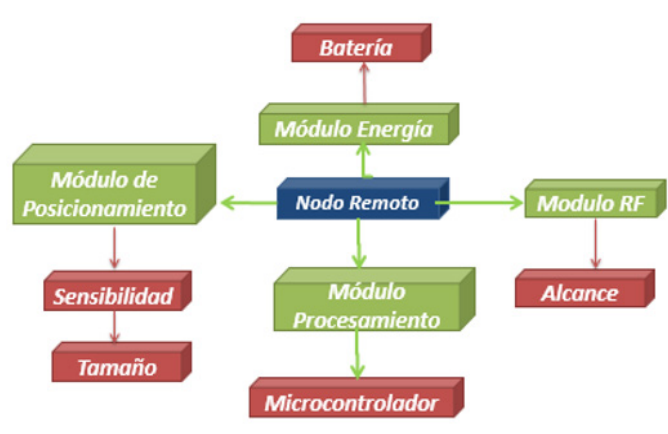 Batería
Módulo Energía
Módulo de
Posicionamiento
Nodo Remoto
Modulo RF
Sensibilidad
Módulo
Procesamiento
Alcance
Tamaño
Microcontrolador